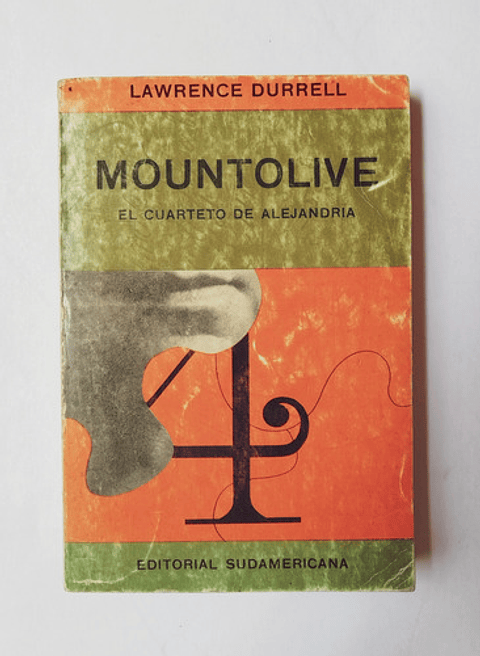 LAWRENCE DURRELL
MOUNTOLIVE
EL CUARTETO DE ALEJANDRIA
4
EDITORIAL SUDAMERICANA